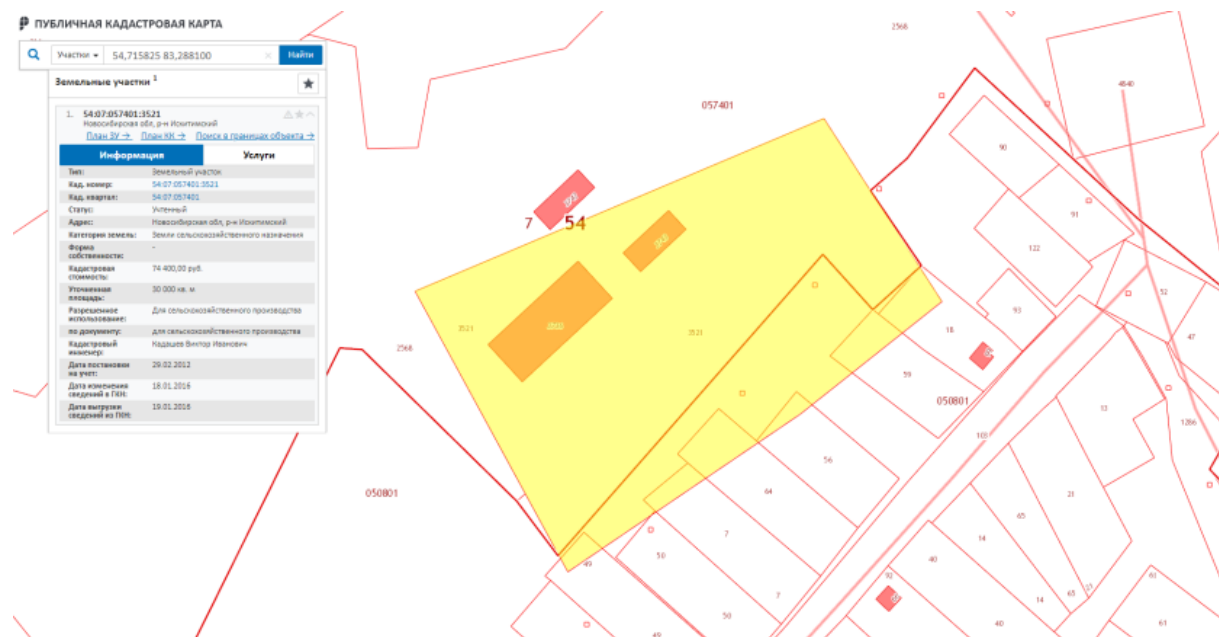 ПУБЛИЧНАЯ КАДАСТРОВАЯ КАРТА
Участки 54,715825 83,288100 × Найти
Земельные участки 1
1. 54:07:057401:3521
Новосибирская обл, р-н Искитимский
План ЗУ → План КК → Поиск в границах объекта →
Информация Услуги
Тип: Земельный участок
Кад. номер: 54:07:057401:3521
Кад. квартал: 54:07:057401
Статус: Учтенный
Адрес: Новосибирская обл, р-н Искитимский
Категория земель: Земли сельскохозяйственного назначения
Форма собственности: -
Кадастровая стоимость: 74 400,00 руб.
Уточненная площадь: 30 000 кв. м
Разрешенное использование: Для сельскохозяйственного производства
по документу: для сельскохозяйственного производства
Кадастровый инженер: Кадашев Виктор Иванович
Дата постановки на учет: 29.02.2012
Дата изменения сведений в ГКН: 18.01.2016
Дата выгрузки сведений из ГКН: 19.01.2016
2568
4840
057401
90
91
7 54
122
52
3521
3521
93
18
47
2568
59
050801
13
1286
105
56
050801
64
21
65
7
14
50
40
49
92
61
7
65
23
14
50
40
61
49